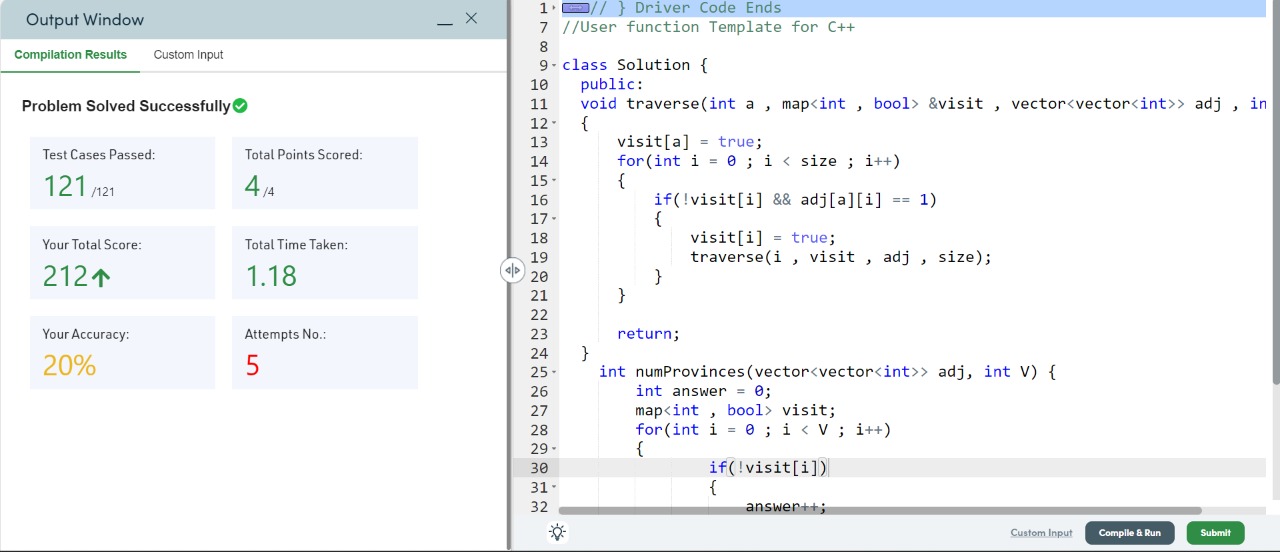 Output Window
Compilation Results
Custom Input
Problem Solved Successfully
Test Cases Passed:
121 /121
Total Points Scored:
4 /4
Your Total Score:
212
Total Time Taken:
1.18
Your Accuracy:
20%
Attempts No.:
5
1 // } Driver Code Ends
7 //User function Template for C++
8
9 class Solution {
10 public:
11 void traverse(int a , map<int , bool> &visit , vector<vector<int>> adj , in
12 {
13 visit[a] = true;
14 for(int i = 0 ; i < size ; i++)
15 {
16 if(!visit[i] && adj[a][i] == 1)
17 {
18 visit[i] = true;
19 traverse(i , visit , adj , size);
20 }
21 }
22
23 return;
24 }
25 int numProvinces(vector<vector<int>> adj, int V) {
26 int answer = 0;
27 map<int , bool> visit;
28 for(int i = 0 ; i < V ; i++)
29 {
30 if(!visit[i])
31 {
32 answer++;
Custom Input
Compile & Run
Submit